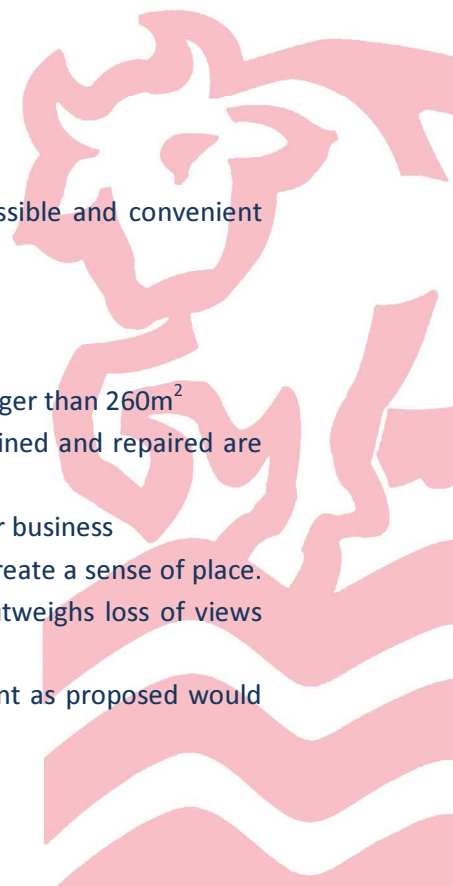 ssible and convenient
ger than 260m²
ined and repaired are
r business
reate a sense of place.
tweighs loss of views
nt as proposed would